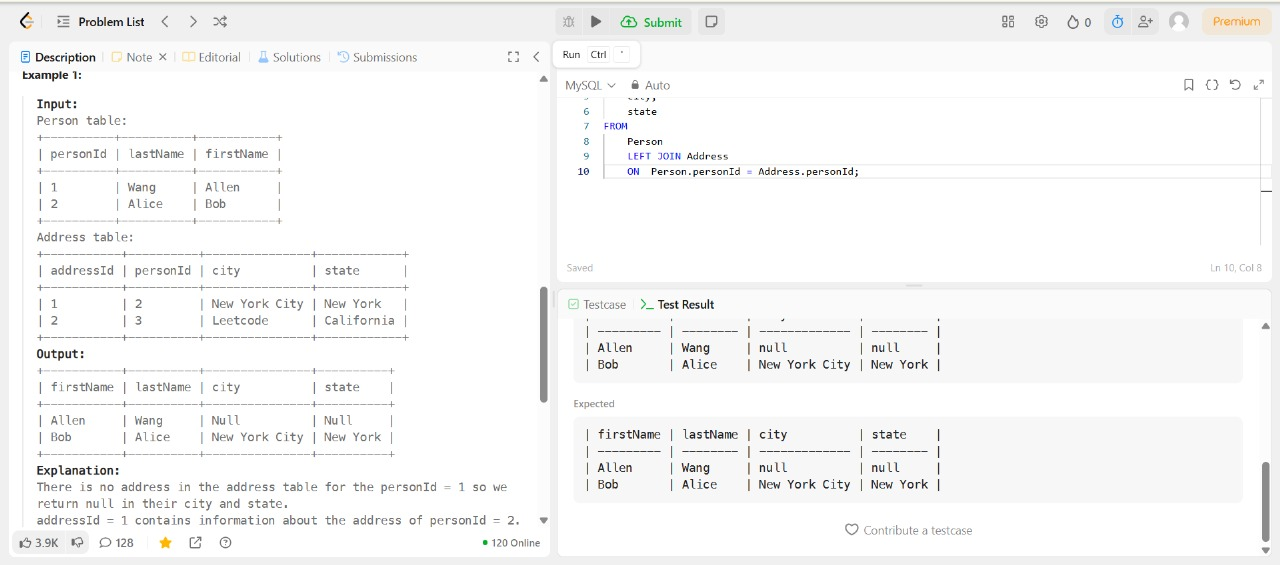 Problem List
Submit
0
Premium
Description
Note
Editorial
Solutions
Submissions
Example 1:
Input:
Person table:
+----------+----------+-----------+
| personId | lastName | firstName |
+----------+----------+-----------+
| 1        | Wang     | Allen     |
| 2        | Alice    | Bob       |
+----------+----------+-----------+
Address table:
+-----------+----------+---------------+------------+
| addressId | personId | city          | state      |
+-----------+----------+---------------+------------+
| 1         | 2        | New York City | New York   |
| 2         | 3        | Leetcode      | California |
+-----------+----------+---------------+------------+
Output:
+-----------+----------+---------------+----------+
| firstName | lastName | city          | state    |
+-----------+----------+---------------+----------+
| Allen     | Wang     | Null          | Null     |
| Bob       | Alice    | New York City | New York |
+-----------+----------+---------------+----------+
Explanation:
There is no address in the address table for the personId = 1 so we
return null in their city and state.
addressId = 1 contains information about the address of personId = 2.
3.9K
128
120 Online
Run Ctrl '
MySQL
Auto
6 state
7 FROM
8 Person
9 LEFT JOIN Address
10 ON  Person.personId = Address.personId;
Saved
Ln 10, Col 8
Testcase
>_ Test Result
| --------- | -------- | ------------- | -------- |
| Allen     | Wang     | null          | null     |
| Bob       | Alice    | New York City | New York |
Expected
| firstName | lastName | city          | state    |
| --------- | -------- | ------------- | -------- |
| Allen     | Wang     | null          | null     |
| Bob       | Alice    | New York City | New York |
Contribute a testcase